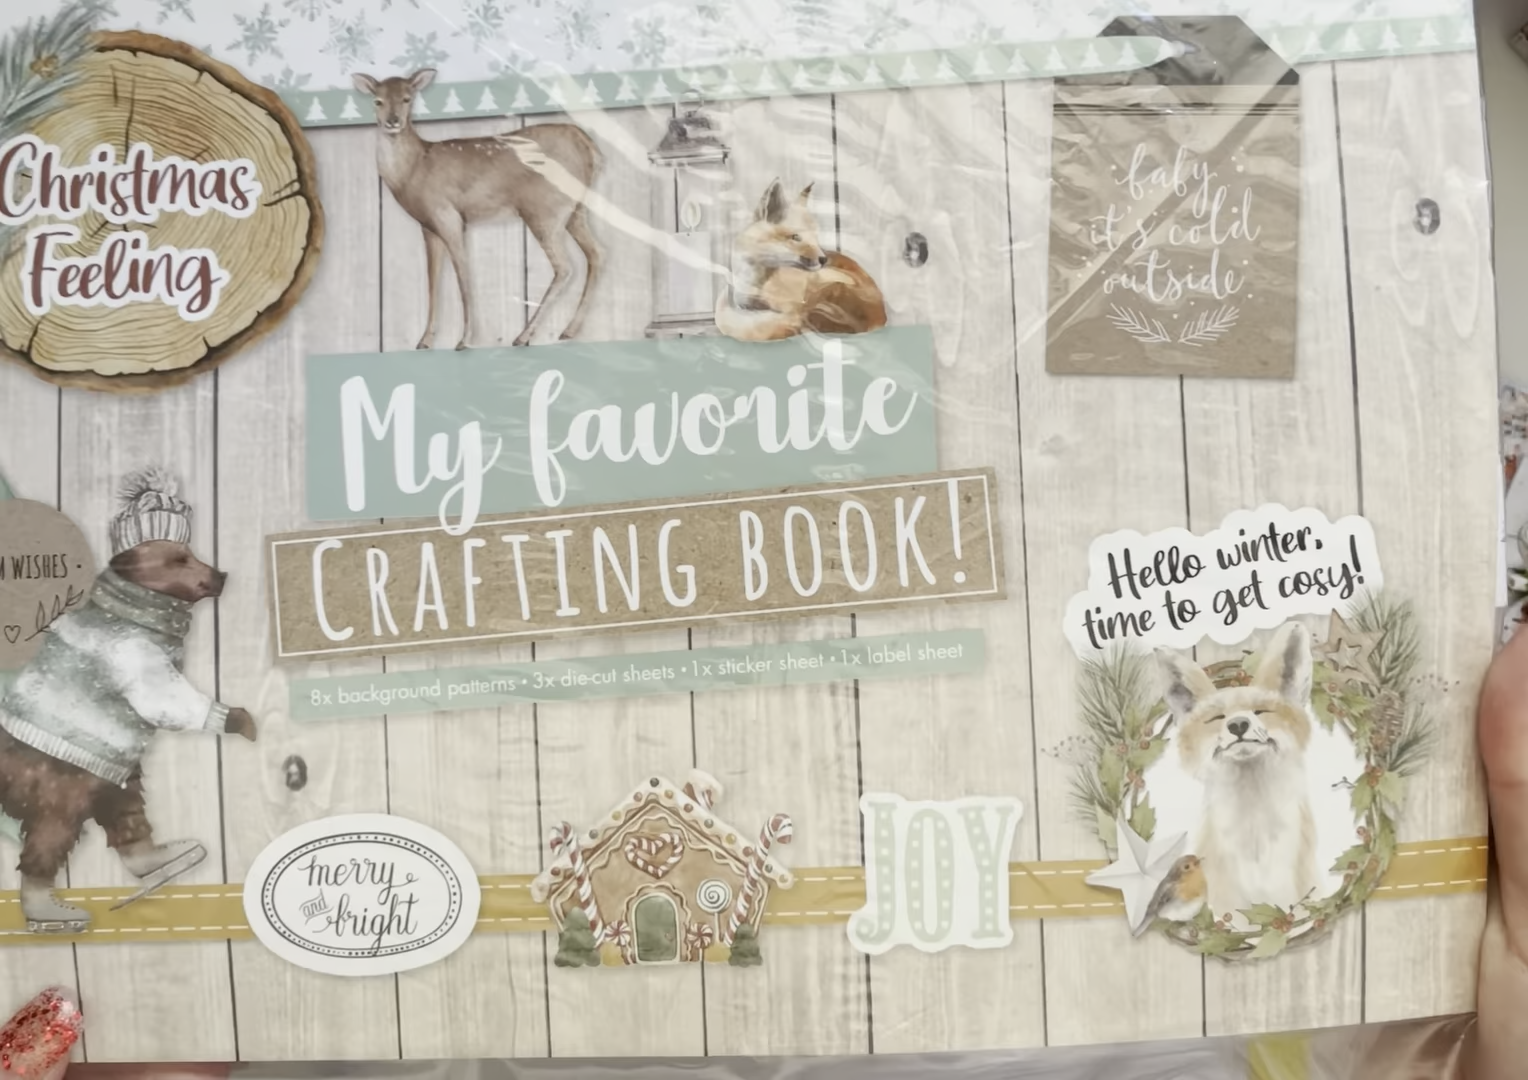 Christmas
Feeling
baby
it's cold
outside
My favorite
CRAFTING BOOK!
8x background patterns • 3x die-cut sheets • 1x sticker sheet • 1x label sheet
WISHES •
Hello winter,
time to get cosy!
merry
and
bright
JOY